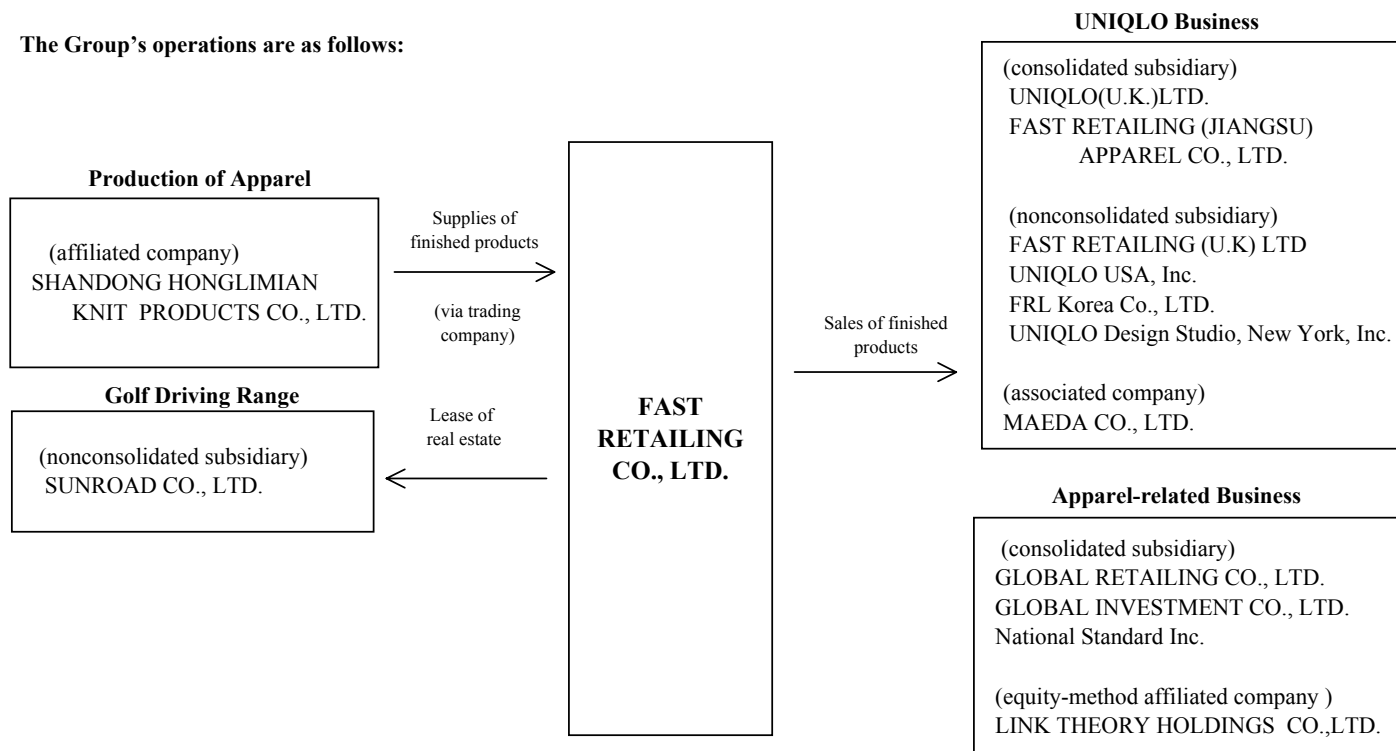 The Group's operations are as follows:
Production of Apparel
(affiliated company)
SHANDONG HONGLIMIAN
KNIT PRODUCTS CO., LTD.
Supplies of
finished products
(via trading
company)
Golf Driving Range
(nonconsolidated subsidiary)
SUNROAD CO., LTD.
Lease of
real estate
FAST
RETAILING
CO., LTD.
Sales of finished
products
UNIQLO Business
(consolidated subsidiary)
UNIQLO(U.K.)LTD.
FAST RETAILING (JIANGSU)
APPAREL CO., LTD.
(nonconsolidated subsidiary)
FAST RETAILING (U.K) LTD
UNIQLO USA, Inc.
FRL Korea Co., LTD.
UNIQLO Design Studio, New York, Inc.
(associated company)
MAEDA CO., LTD.
Apparel-related Business
(consolidated subsidiary)
GLOBAL RETAILING CO., LTD.
GLOBAL INVESTMENT CO., LTD.
National Standard Inc.
(equity-method affiliated company )
LINK THEORY HOLDINGS CO.,LTD.